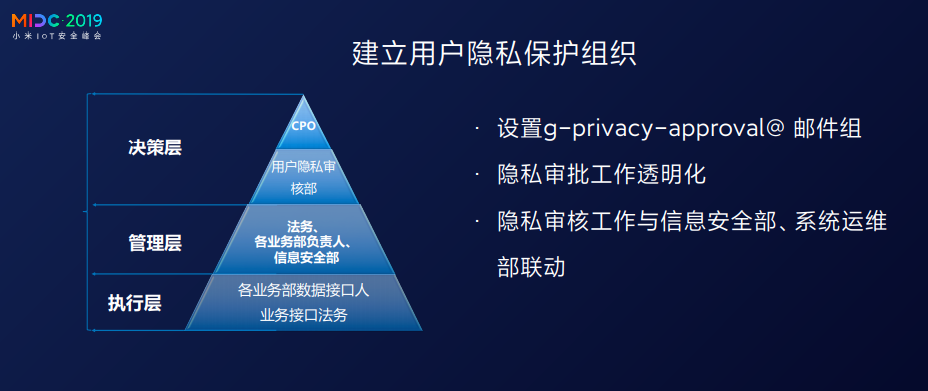 MIDC·2019
小米IoT安全峰会
建立用户隐私保护组织
决策层
CPO
用户隐私审
核部
管理层
法务、
各业务部负责人、
信息安全部
执行层
各业务部数据接口人
业务接口法务
· 设置g-privacy-approval@ 邮件组
· 隐私审批工作透明化
· 隐私审核工作与信息安全部、系统运维
部联动